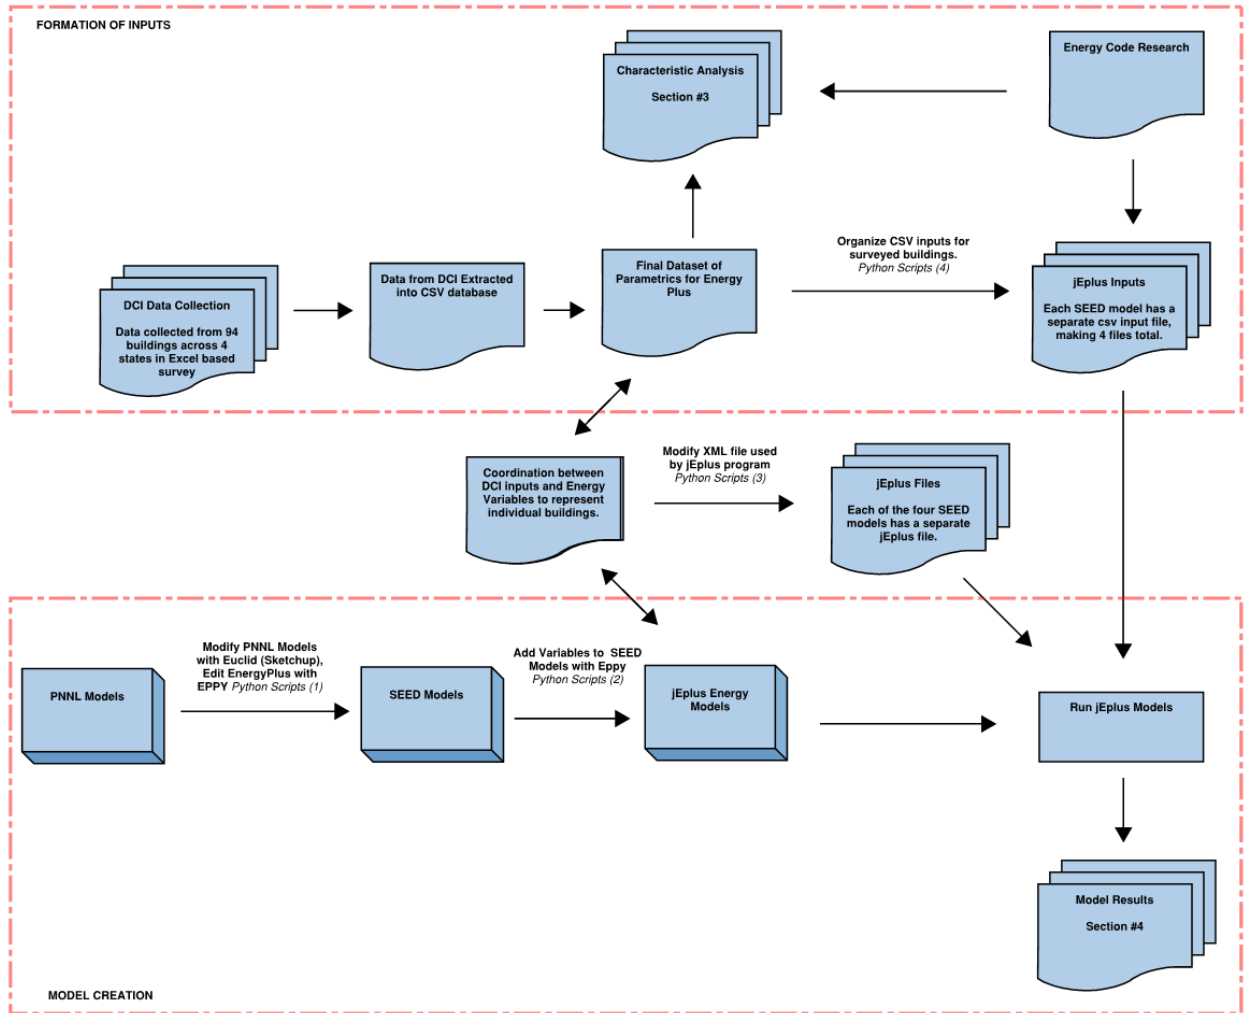 FORMATION OF INPUTS
Characteristic Analysis
Section #3
Energy Code Research
Organize CSV inputs for
surveyed buildings.
Python Scripts (4)
DCI Data Collection
Data collected from 94
buildings across 4
states in Excel based
survey
Data from DCI Extracted
into CSV database
Final Dataset of
Parametrics for Energy
Plus
jEplus Inputs
Each SEED model has a
separate csv input file,
making 4 files total.
Coordination between
DCI inputs and Energy
Variables to represent
individual buildings.
Modify XML file used
by jEplus program
Python Scripts (3)
jEplus Files
Each of the four SEED
models has a separate
jEplus file.
PNNL Models
Modify PNNL Models
with Euclid (Sketchup),
Edit EnergyPlus with
EPPY Python Scripts (1)
SEED Models
Add Variables to SEED
Models with Eppy
Python Scripts (2)
jEplus Energy
Models
Run jEplus Models
Model Results
Section #4
MODEL CREATION